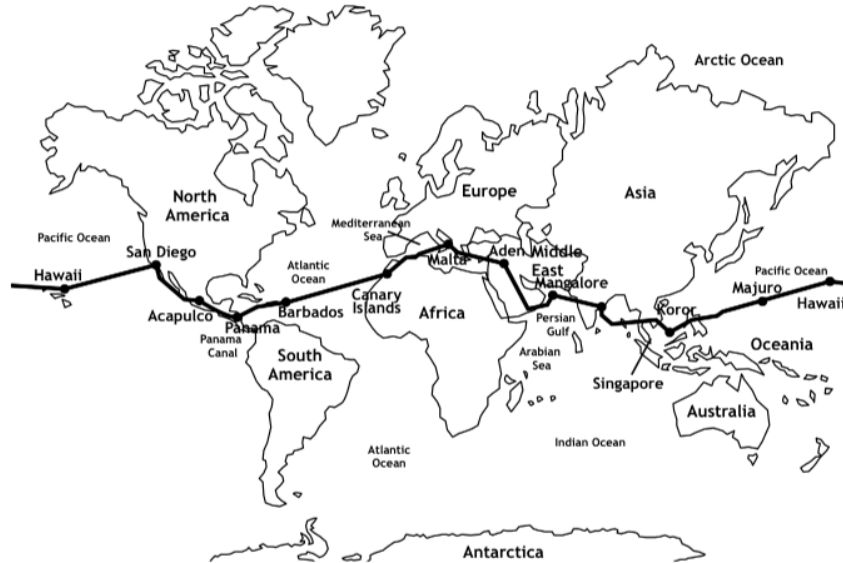 Arctic Ocean
North
America
Europe
Asia
Pacific Ocean
Mediterranean
Sea
San Diego
Malta
Aden
Middle
East
Hawaii
Atlantic
Ocean
Mangalore
Pacific Ocean
Majuro
Hawaii
Acapulco
Panama
Barbados
Canary
Islands
Africa
Persian
Gulf
Koror
Panama
Canal
South
America
Arabian
Sea
Singapore
Oceania
Australia
Atlantic
Ocean
Indian Ocean
Antarctica